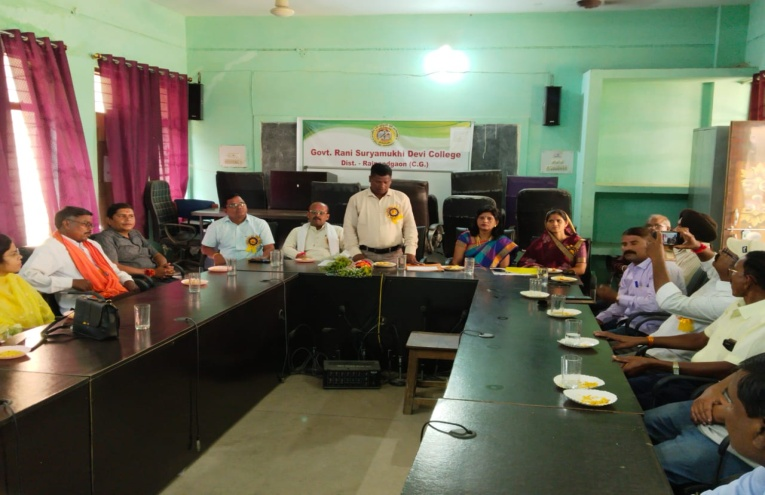 Govt. Rani Suryamukhi Devi College
Dist. - Rajnandgaon (C.G.)